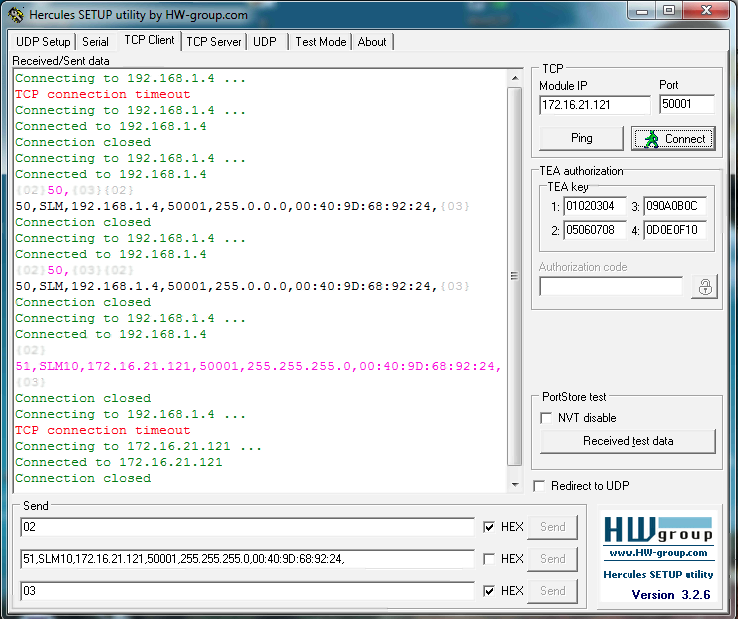 Hercules SETUP utility by HW-group.com
UDP Setup Serial TCP Client TCP Server UDP Test Mode About
Received/Sent data
Connecting to 192.168.1.4 ...
TCP connection timeout
Connecting to 192.168.1.4 ...
Connected to 192.168.1.4
Connection closed
Connecting to 192.168.1.4 ...
Connected to 192.168.1.4
{02}50,{03}{02}
50,SLM,192.168.1.4,50001,255.0.0.0,00:40:9D:68:92:24,{03}
Connection closed
Connecting to 192.168.1.4 ...
Connected to 192.168.1.4
{02}50,{03}{02}
50,SLM,192.168.1.4,50001,255.0.0.0,00:40:9D:68:92:24,{03}
Connection closed
Connecting to 192.168.1.4 ...
Connected to 192.168.1.4
{02}
51,SLM10,172.16.21.121,50001,255.255.255.0,00:40:9D:68:92:24,
{03}
Connection closed
Connecting to 192.168.1.4 ...
TCP connection timeout
Connecting to 172.16.21.121 ...
Connected to 172.16.21.121
Connection closed
TCP
Module IP Port
172.16.21.121 50001
Ping Connect
TEA authorization
TEA key
1: 01020304 3: 090A0B0C
2: 05060708 4: 0D0E0F10
Authorization code
PortStore test
NVT disable
Received test data
Redirect to UDP
Send
02 HEX Send
51,SLM10,172.16.21.121,50001,255.255.255.0,00:40:9D:68:92:24, HEX Send
03 HEX Send
HWgroup
www.HW-group.com
Hercules SETUP utility
Version 3.2.6